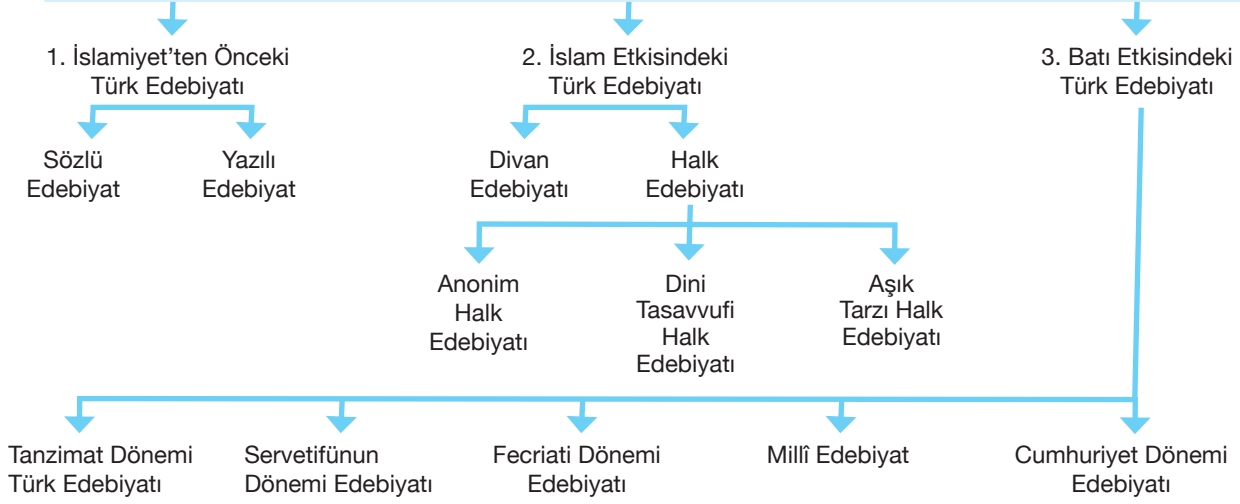 1. İslamiyet’ten Önceki
Türk Edebiyatı
2. İslam Etkisindeki
Türk Edebiyatı
3. Batı Etkisindeki
Türk Edebiyatı
Sözlü
Edebiyat
Yazılı
Edebiyat
Divan
Edebiyatı
Halk
Edebiyatı
Anonim
Halk
Edebiyatı
Dini
Tasavvufi
Halk
Edebiyatı
Aşık
Tarzı Halk
Edebiyatı
Tanzimat Dönemi
Türk Edebiyatı
Servetifünun
Dönemi Edebiyatı
Fecriati Dönemi
Edebiyatı
Millî Edebiyat
Cumhuriyet Dönemi
Edebiyatı